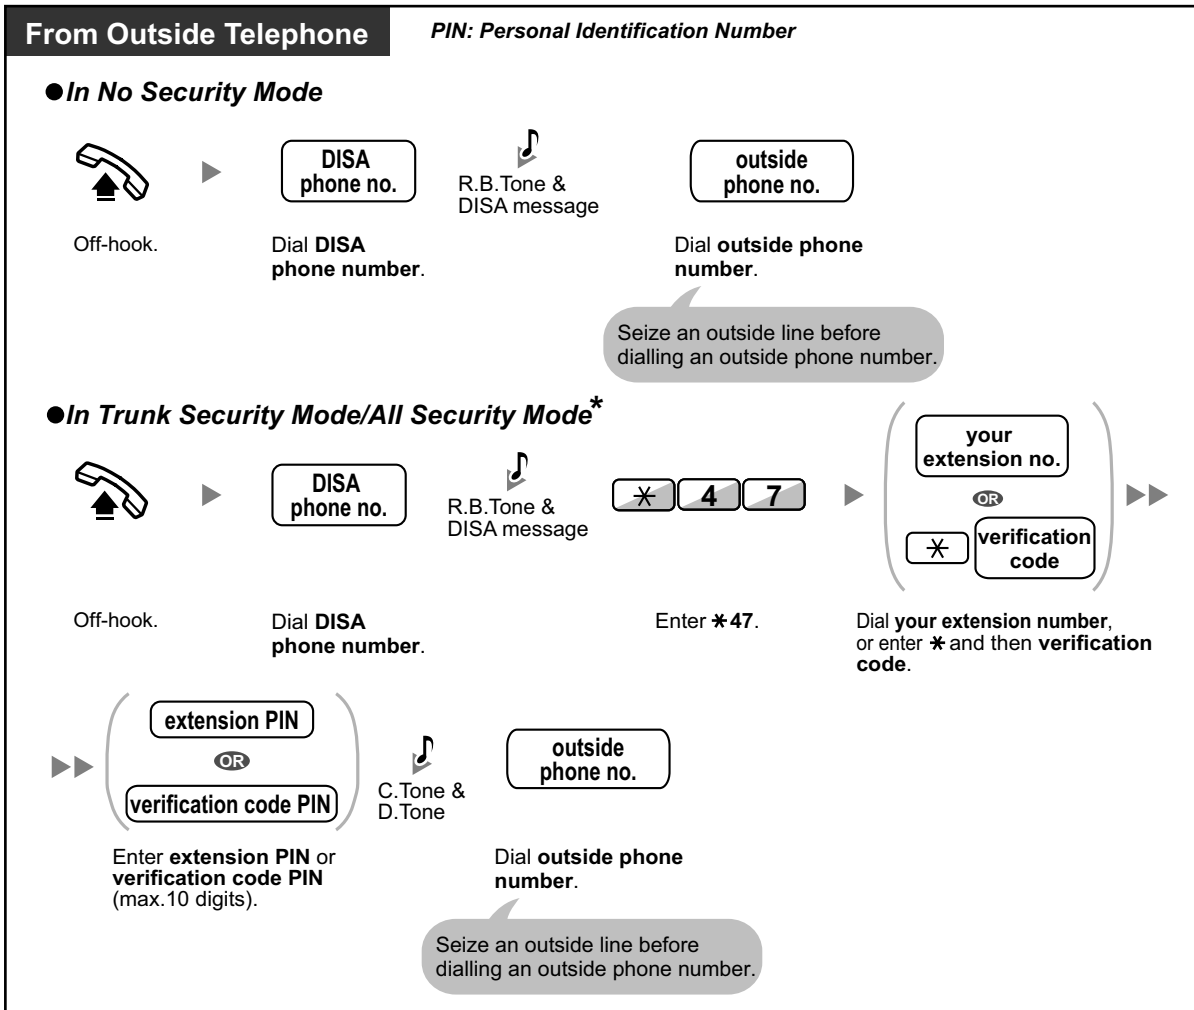 From Outside Telephone
PIN: Personal Identification Number
●In No Security Mode
DISA
phone no.
R.B.Tone &
DISA message
outside
phone no.
Off-hook.
Dial DISA
phone number.
Dial outside phone
number.
Seize an outside line before
dialling an outside phone number.
●In Trunk Security Mode/All Security Mode*
DISA
phone no.
R.B.Tone &
DISA message
* 4 7
your
extension no.
OR
* verification
code
Off-hook.
Dial DISA
phone number.
Enter *47.
Dial your extension number,
or enter * and then verification
code.
extension PIN
OR
verification code PIN
C.Tone &
D.Tone
outside
phone no.
Enter extension PIN or
verification code PIN
(max.10 digits).
Dial outside phone
number.
Seize an outside line before
dialling an outside phone number.